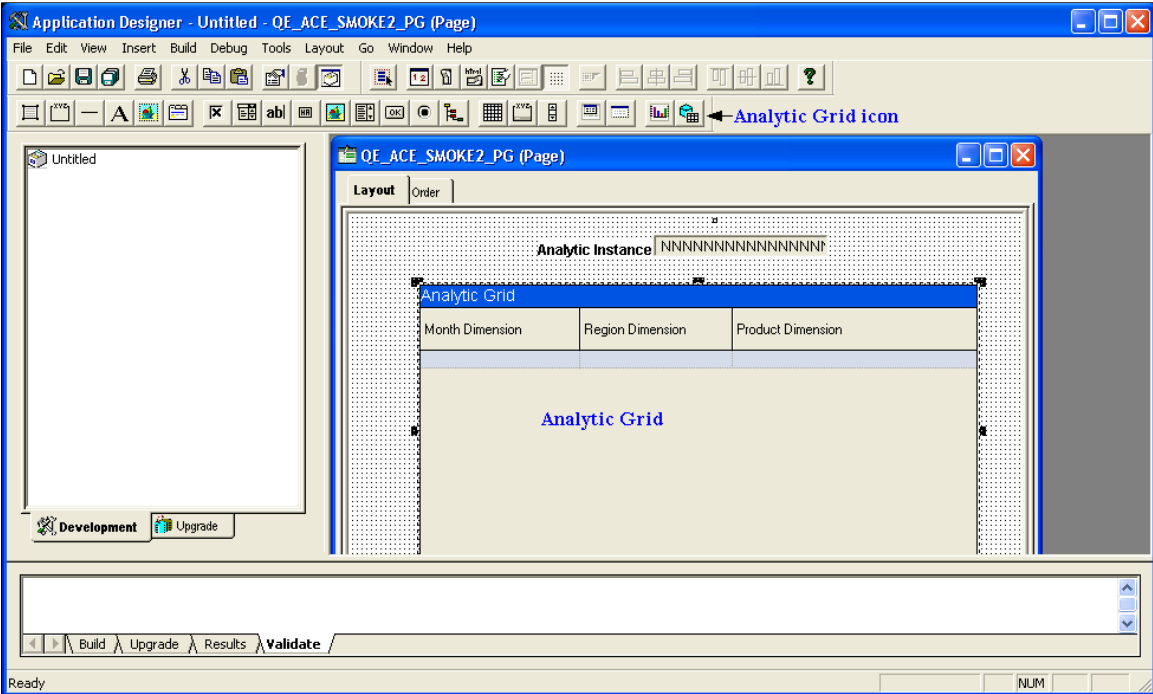 Application Designer - Untitled - QE_ACE_SMOKE2_PG (Page)
File Edit View Insert Build Debug Tools Layout Go Window Help
Analytic Grid icon
Untitled
QE_ACE_SMOKE2_PG (Page)
Layout Order
Analytic Instance NNNNNNNNNNNNNNNN
Analytic Grid
Month Dimension Region Dimension Product Dimension
Analytic Grid
Development Upgrade
Build Upgrade Results Validate
Ready NUM